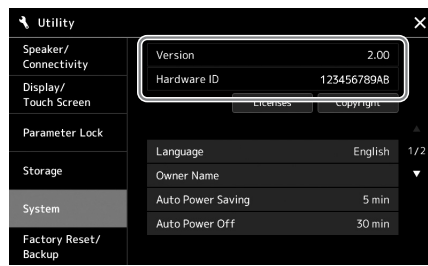 Utility
Speaker/
Connectivity
Display/
Touch Screen
Parameter Lock
Storage
System
Factory Reset/
Backup
Version 2.00
Hardware ID 123456789AB
Licenses Copyright
Language English
1/2
Owner Name
Auto Power Saving 5 min
Auto Power Off 30 min